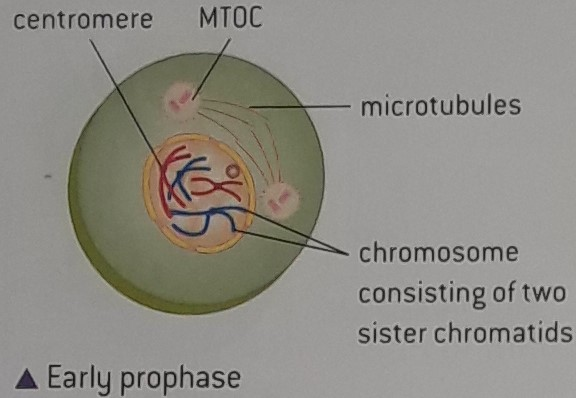 centromere
MTOC
microtubules
chromosome
consisting of two
sister chromatids
▲ Early prophase